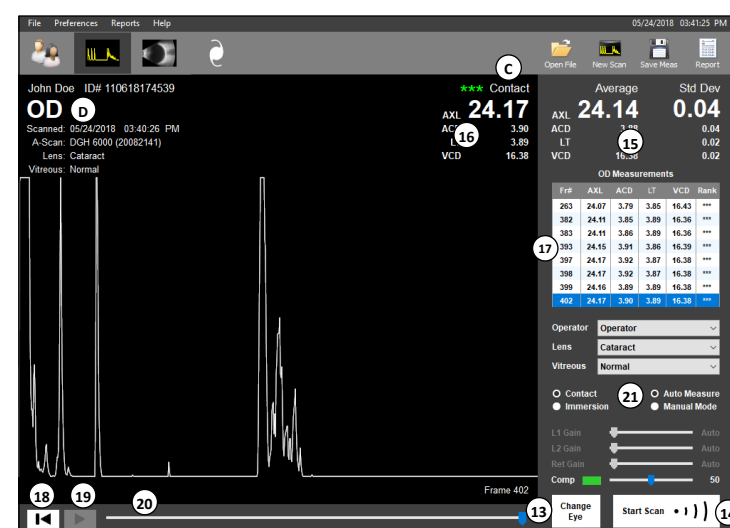 File Preferences Reports Help 05/24/2018 03:41:25 PM
Open File New Scan Save Meas Report
C
John Doe ID# 110618174539
*** Contact
OD D
AXL 24.17
16
ACD 3.90
LT 3.89
VCD 16.38
Scanned: 05/24/2018 03:40:26 PM
A-Scan: DGH 6000 (20082141)
Lens: Cataract
Vitreous: Normal
Average Std Dev
AXL 24.14 0.04
ACD 3.88 0.04
LT 15 0.02
VCD 16.38 0.02
OD Measurements
Fr# AXL ACD LT VCD Rank
263 24.07 3.79 3.85 16.43 ***
382 24.11 3.85 3.89 16.36 ***
383 24.11 3.86 3.89 16.36 ***
17
393 24.15 3.91 3.86 16.39 ***
397 24.17 3.92 3.87 16.38 ***
398 24.17 3.92 3.87 16.38 ***
399 24.16 3.89 3.89 16.38 ***
402 24.17 3.90 3.89 16.38 ***
Operator Operator
Lens Cataract
Vitreous Normal
Contact 21 Auto Measure
Immersion Manual Mode
L1 Gain Auto
L2 Gain Auto
Ret Gain Auto
Comp 50
Frame 402
18 19 20 13
Change Eye
Start Scan
14